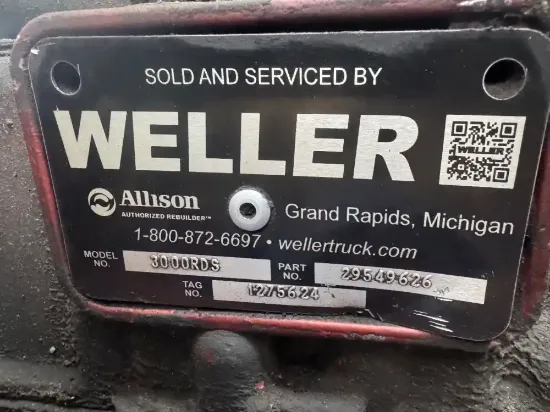 SOLD AND SERVICED BY
WELLER
WELLER
Allison
AUTHORIZED REBUILDER™
Grand Rapids, Michigan
1-800-872-6697 • wellertruck.com
MODEL NO. 3000RDS PART NO. 29549626
TAG NO. 1275624